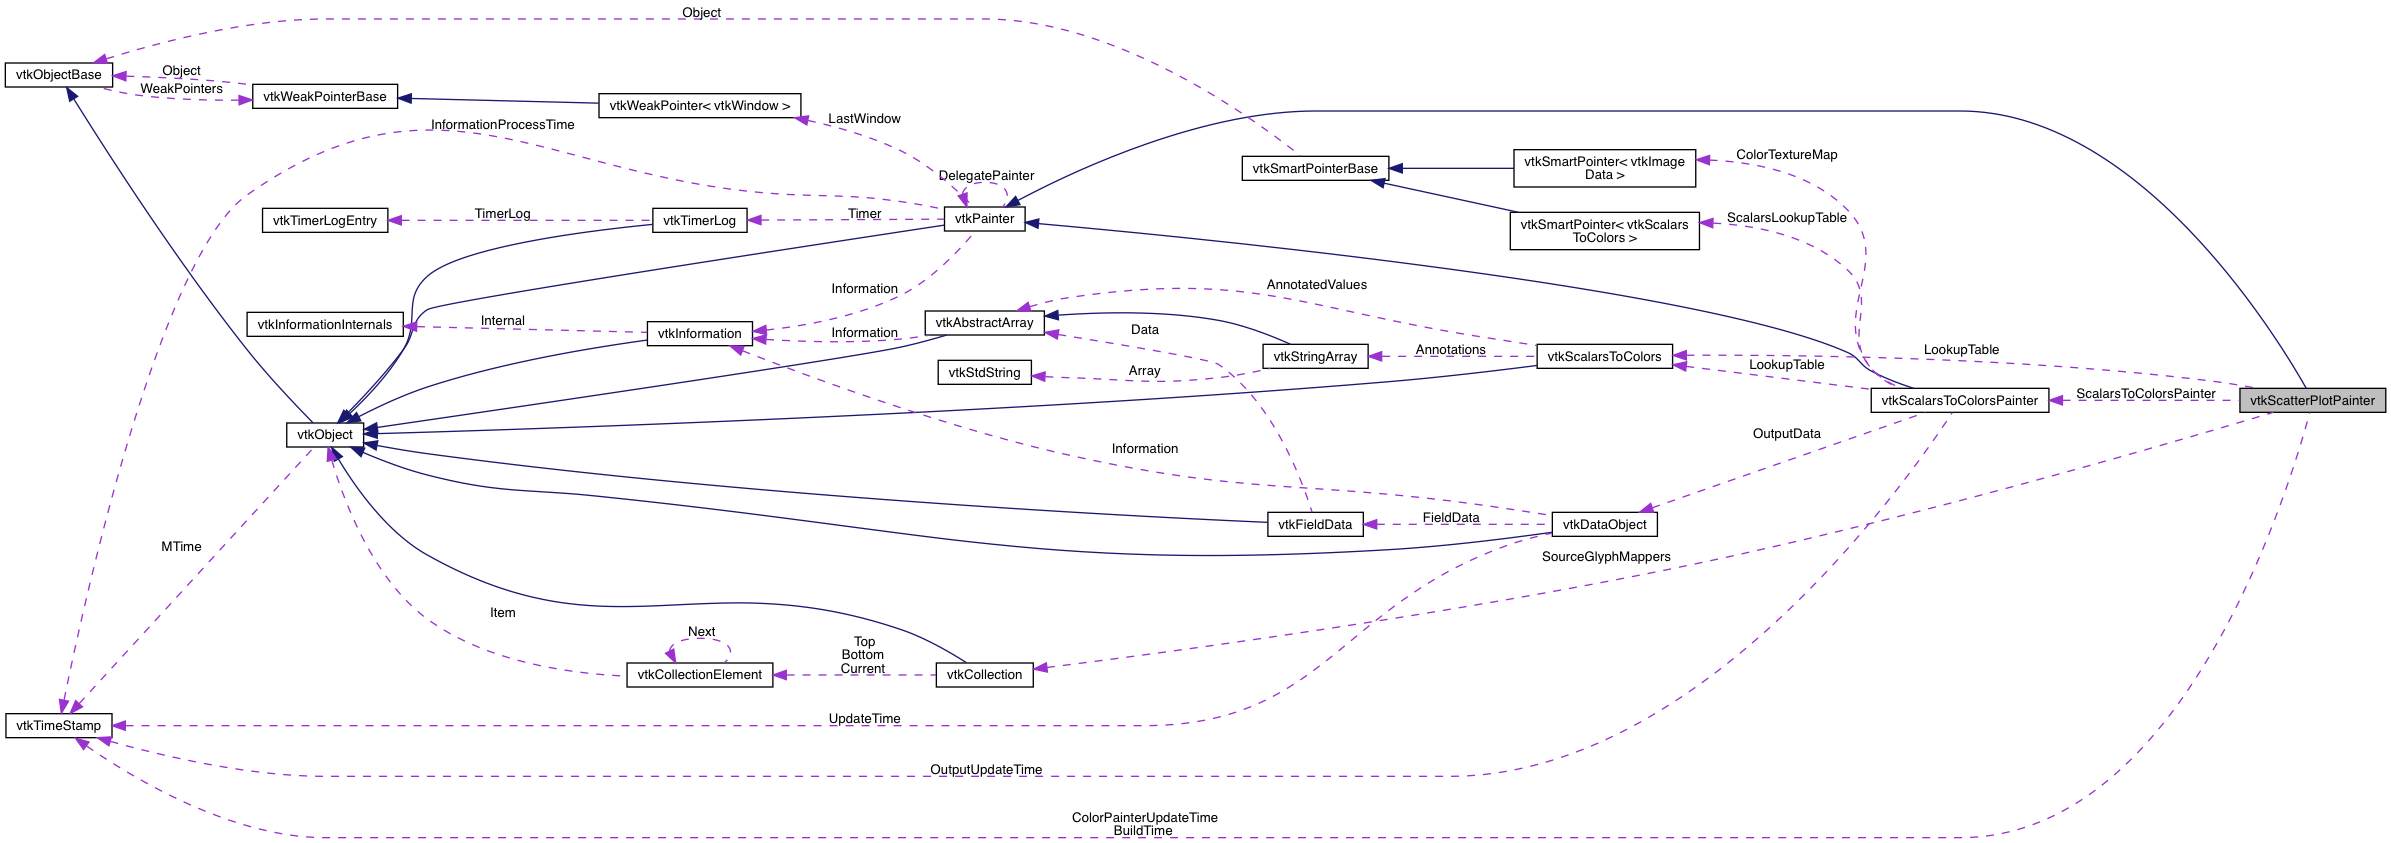 Object
vtkObjectBase
Object
WeakPointers
vtkWeakPointerBase
vtkWeakPointer< vtkWindow >
LastWindow
InformationProcessTime
DelegatePainter
vtkSmartPointerBase
vtkSmartPointer< vtkImage
Data >
ColorTextureMap
vtkTimerLogEntry
TimerLog
vtkTimerLog
Timer
vtkPainter
vtkSmartPointer< vtkScalars
ToColors >
ScalarsLookupTable
Information
AnnotatedValues
vtkInformationInternals
Internal
vtkInformation
Information
vtkAbstractArray
Data
vtkStringArray
Annotations
vtkScalarsToColors
LookupTable
LookupTable
vtkStdString
Array
vtkScalarsToColorsPainter
ScalarsToColorsPainter
vtkScatterPlotPainter
vtkObject
Information
OutputData
MTime
vtkFieldData
FieldData
vtkDataObject
SourceGlyphMappers
Item
Next
vtkCollectionElement
Top
Bottom
Current
vtkCollection
vtkTimeStamp
UpdateTime
OutputUpdateTime
ColorPainterUpdateTime
BuildTime